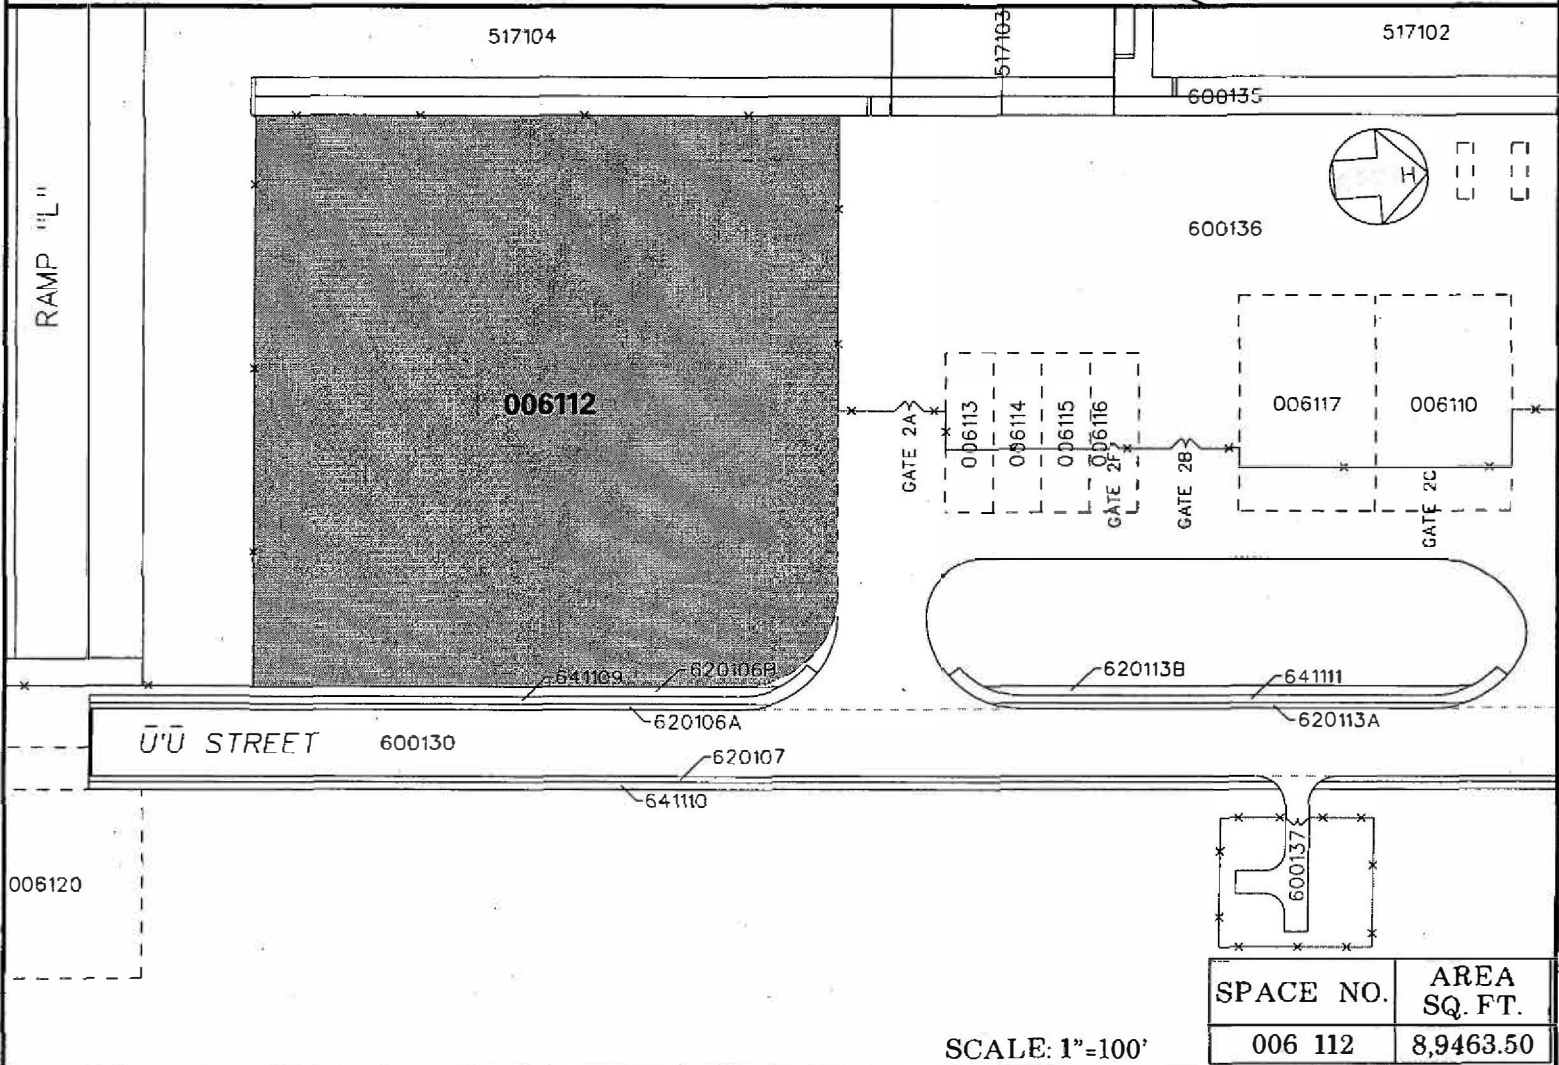 517104
517103
517102
600135
H
600136
RAMP "L"
006112
GATE 2A
006113
006114
006115
006116
GATE 2F
GATE 2B
006117
006110
GATE 2C
641109
620106B
620113B
641111
620106A
620113A
Ū'Ū STREET
600130
620107
641110
600137
006120
SPACE NO.
AREA
SQ. FT.
SCALE: 1"=100'
006 112
8,9463.50